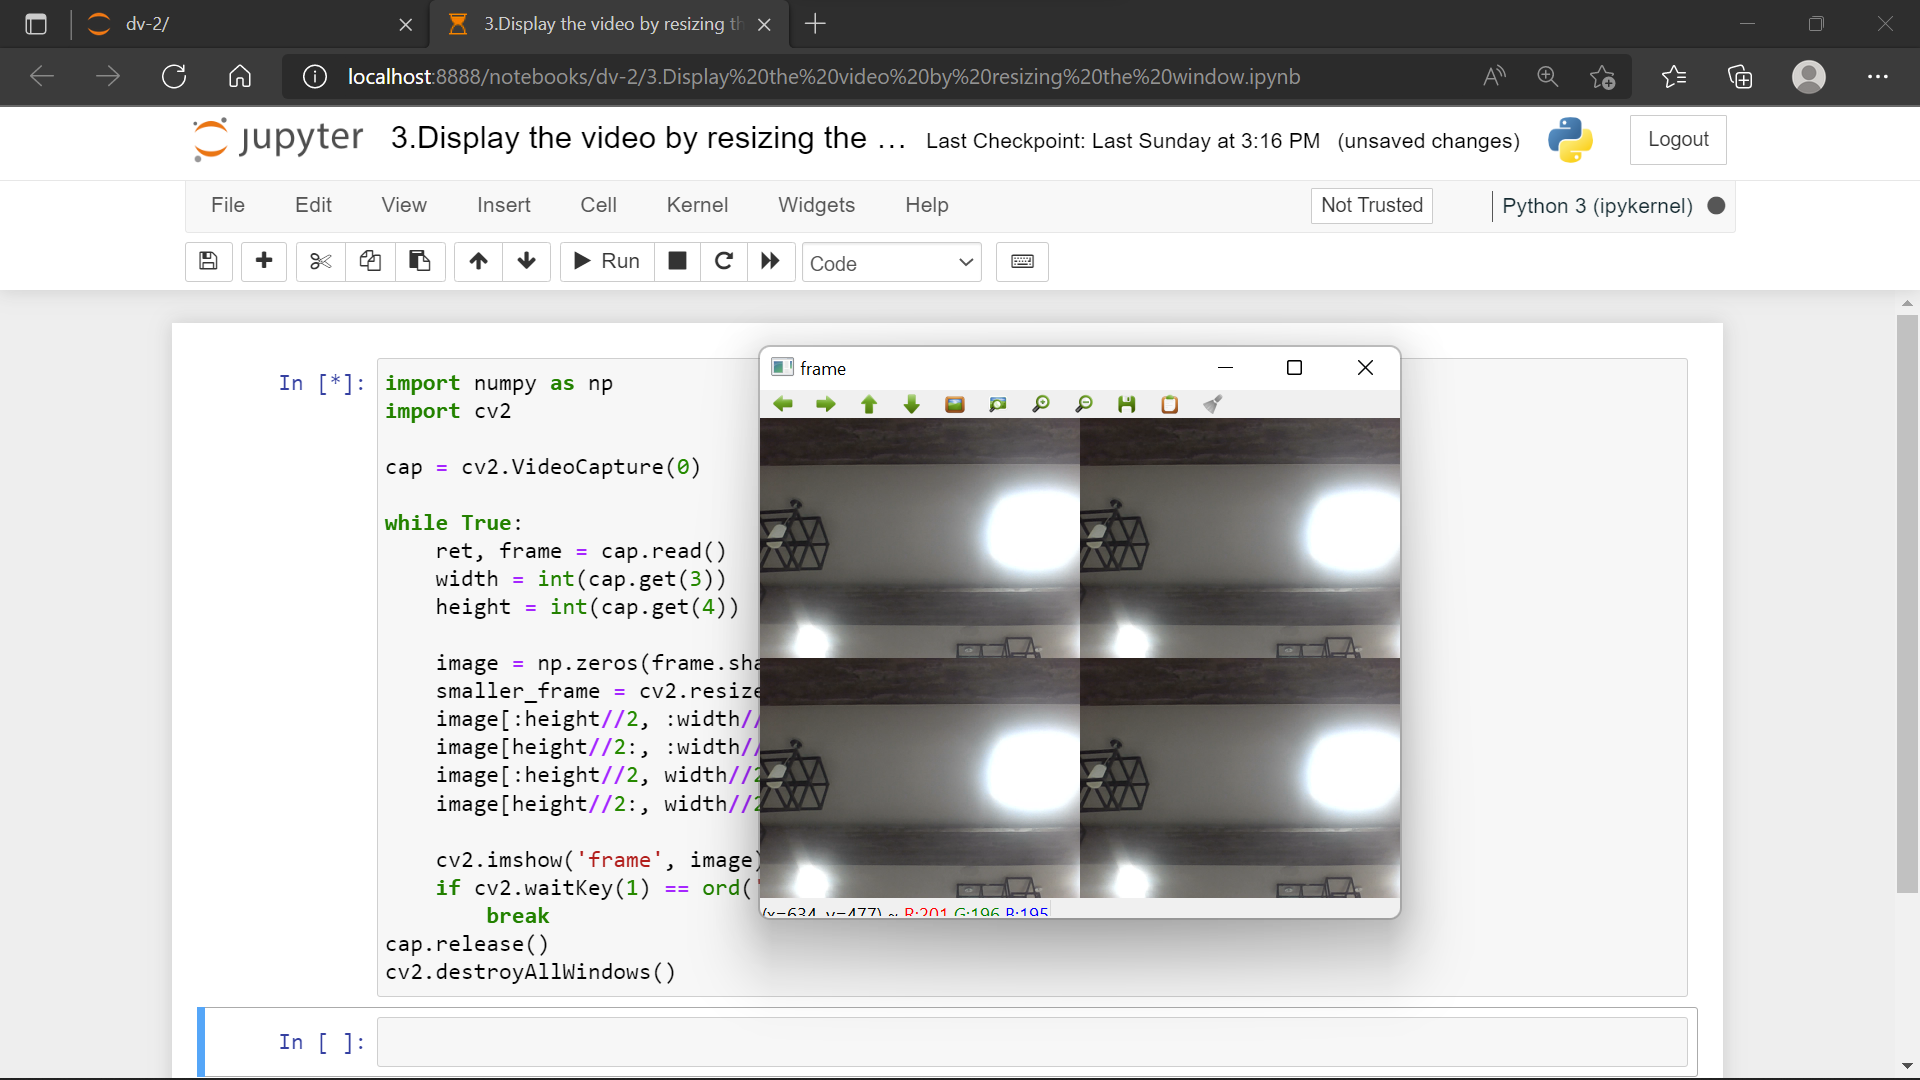 dv-2/
3.Display the video by resizing th
localhost:8888/notebooks/dv-2/3.Display%20the%20video%20by%20resizing%20the%20window.ipynb
jupyter
3.Display the video by resizing the ...
Last Checkpoint: Last Sunday at 3:16 PM (unsaved changes)
Logout
File Edit View Insert Cell Kernel Widgets Help
Not Trusted
Python 3 (ipykernel)
Run
Code
In [*]:
import numpy as np
import cv2
cap = cv2.VideoCapture(0)
while True:
ret, frame = cap.read()
width = int(cap.get(3))
height = int(cap.get(4))
image = np.zeros(frame.sha
smaller_frame = cv2.resize
image[:height//2, :width//
image[height//2:, :width//
image[:height//2, width//2
image[height//2:, width//2
cv2.imshow('frame', image)
if cv2.waitKey(1) == ord('
break
cap.release()
cv2.destroyAllWindows()
frame
(x=634, y=477) ~ R:201 G:196 B:195
In [ ]: